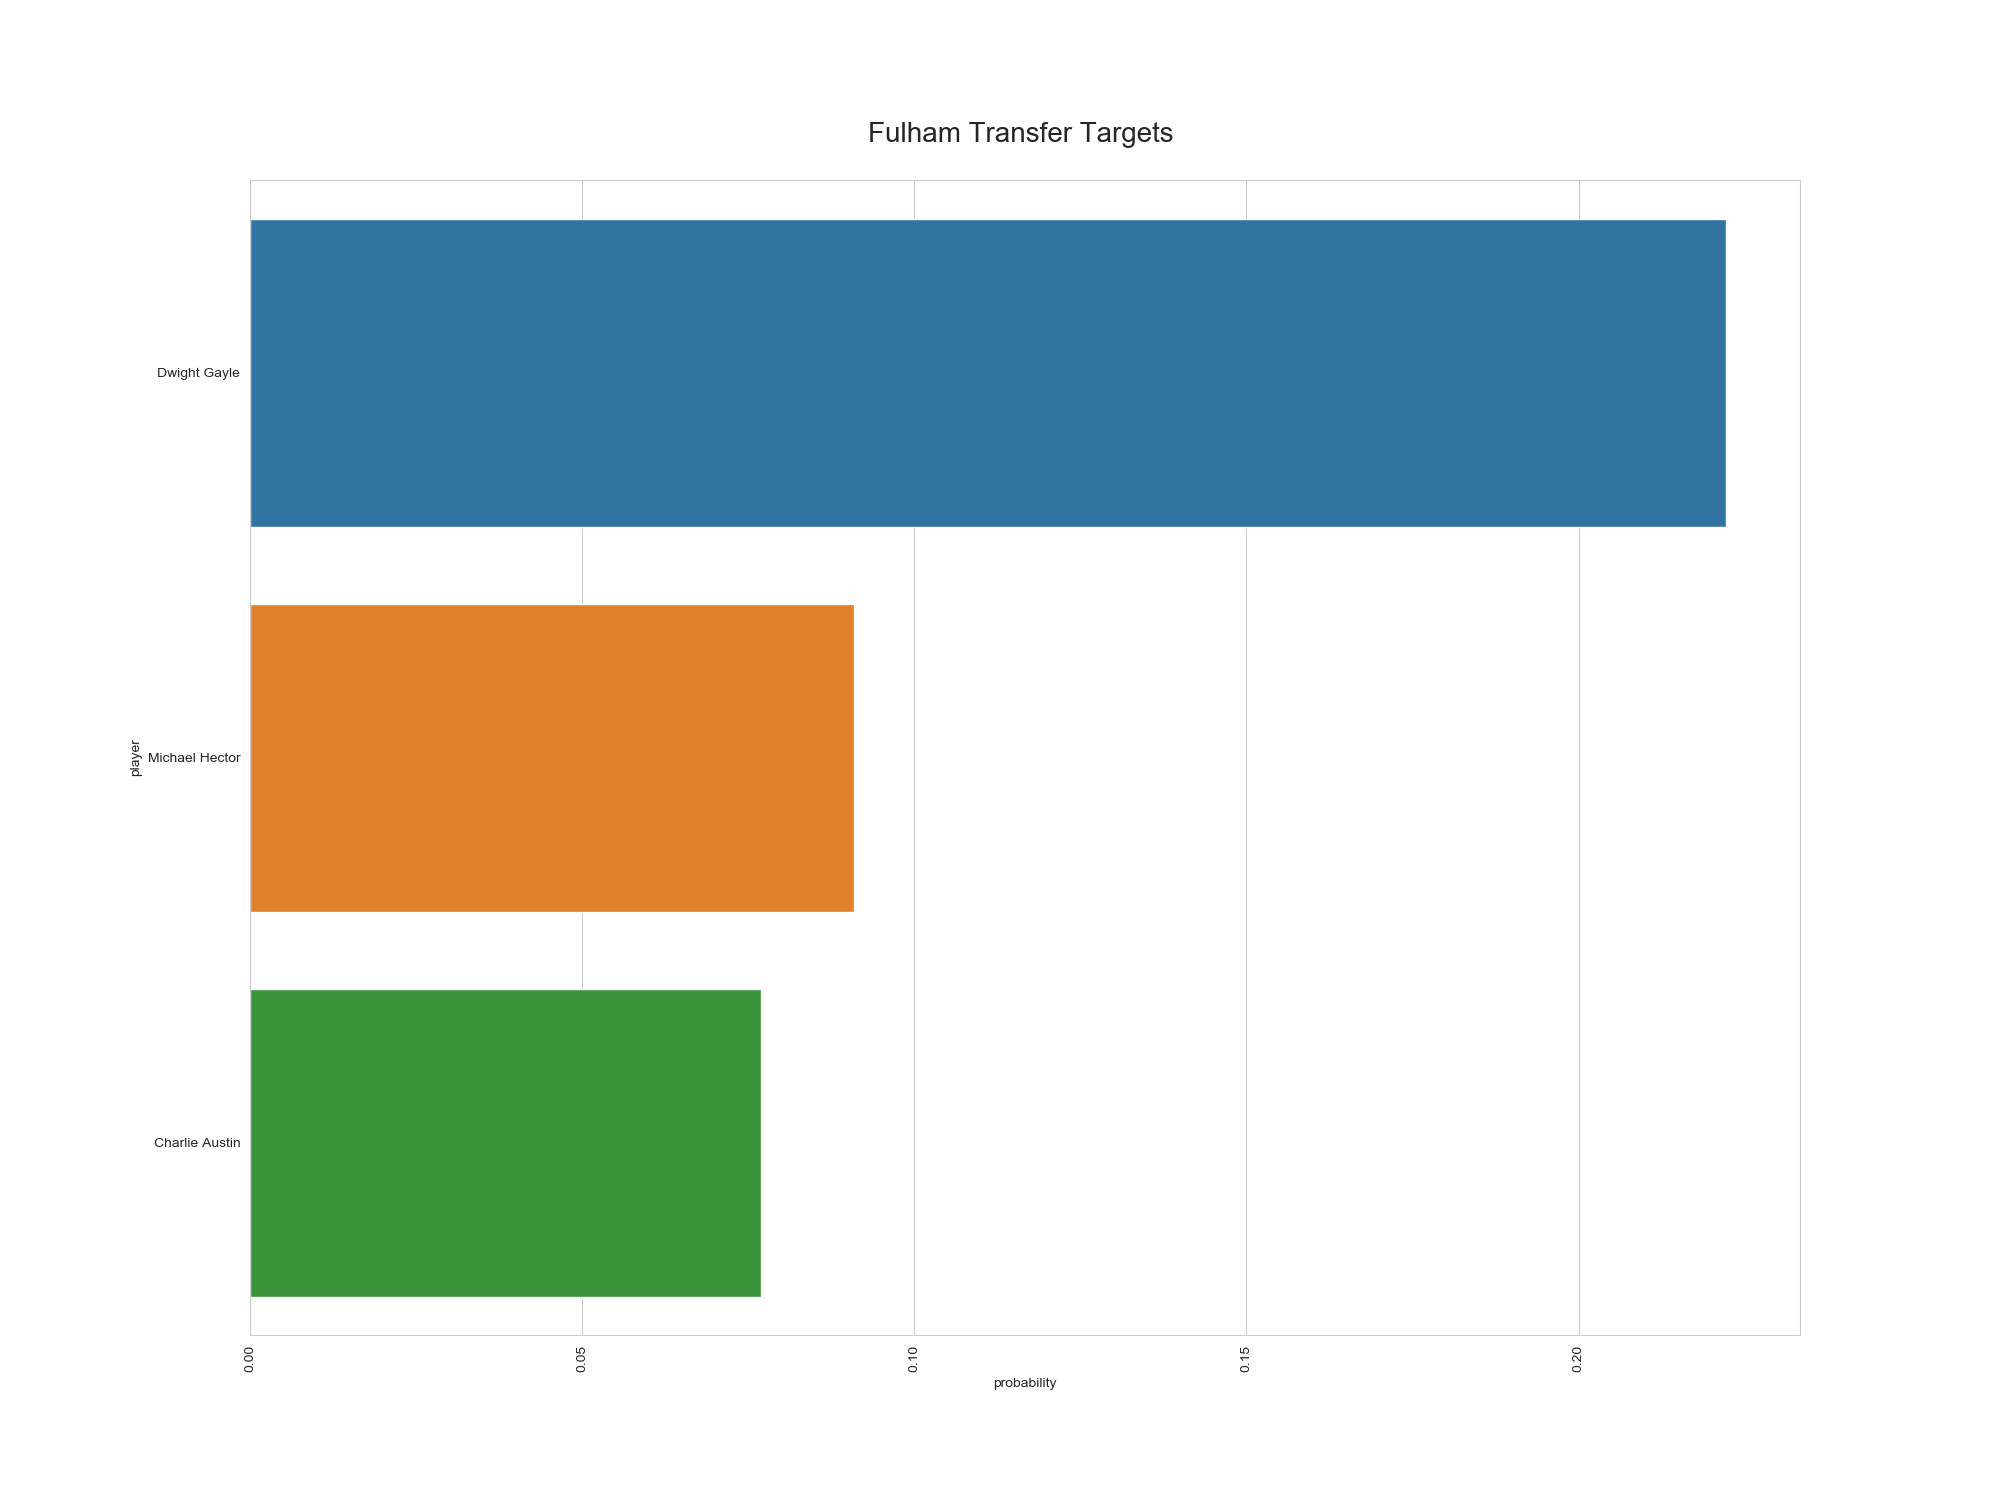 Fulham Transfer Targets
Dwight Gayle
Michael Hector
Charlie Austin
player
0.00
0.05
0.10
0.15
0.20
probability